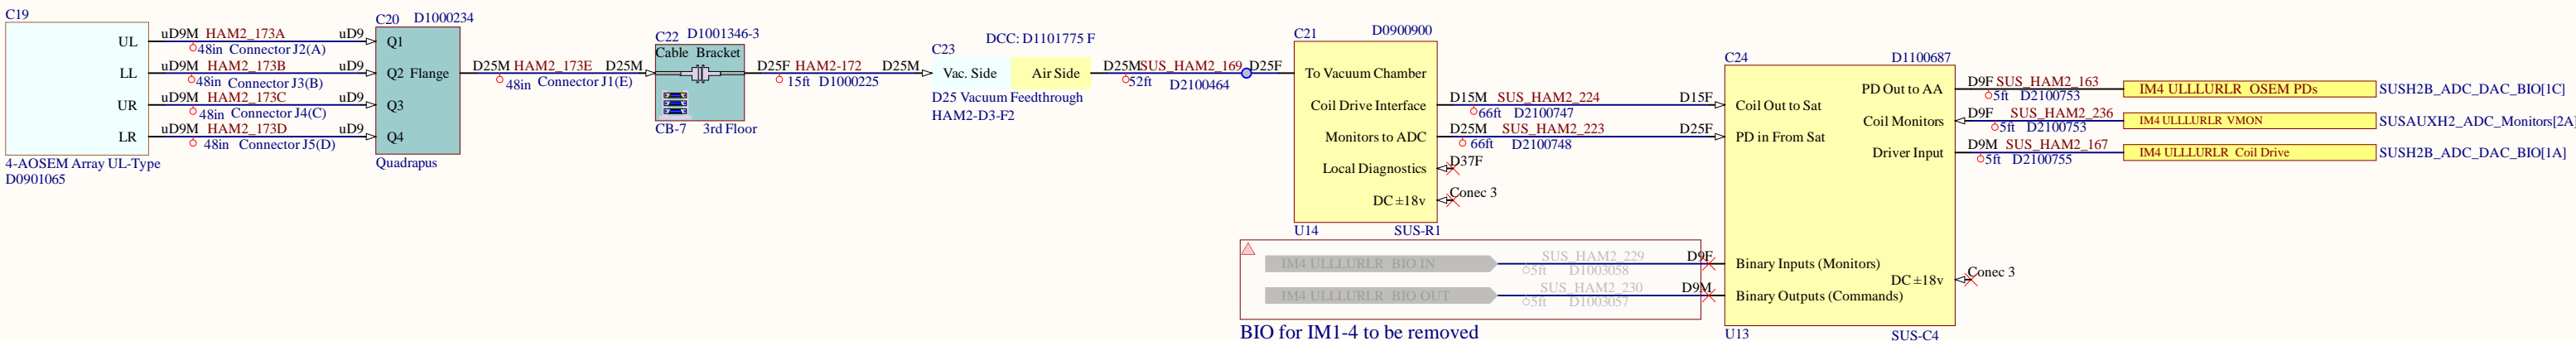 C19
UL
LL
UR
LR
4-AOSEM Array UL-Type
D0901065
uD9M HAM2_173A uD9
48in Connector J2(A)
uD9M HAM2_173B uD9
48in Connector J3(B)
uD9M HAM2_173C uD9
48in Connector J4(C)
uD9M HAM2_173D uD9
48in Connector J5(D)
C20 D1000234
Q1
Q2 Flange
Q3
Q4
Quadrapus
D25M HAM2_173E D25M
48in Connector J1(E)
C22 D1001346-3
Cable Bracket
CB-7 3rd Floor
D25F HAM2-172 D25M
15ft D1000225
DCC: D1101775 F
C23
Vac. Side Air Side
D25 Vacuum Feedthrough
HAM2-D3-F2
D25M SUS_HAM2_169 D25F
52ft D2100464
C21 D0900900
To Vacuum Chamber
Coil Drive Interface
Monitors to ADC
Local Diagnostics
DC ±18v
U14 SUS-R1
D15M SUS_HAM2_224 D15F
66ft D2100747
D25M SUS_HAM2_223 D25F
66ft D2100748
D37F
Conec 3
C24 D1100687
PD Out to AA
Coil Out to Sat
Coil Monitors
PD in From Sat
Driver Input
Binary Inputs (Monitors)
DC ±18v
Binary Outputs (Commands)
U13 SUS-C4
D9F SUS_HAM2_163
5ft D2100753
IM4 ULLLURLR OSEM PDs
SUSH2B_ADC_DAC_BIO[1C]
D9F SUS_HAM2_236
5ft D2100753
IM4 ULLLURLR VMON
SUSAUXH2_ADC_Monitors[2A]
D9M SUS_HAM2_167
5ft D2100755
IM4 ULLLURLR Coil Drive
SUSH2B_ADC_DAC_BIO[1A]
Conec 3
IM4 ULLLURLR BIO IN
SUS_HAM2_229 D9F
5ft D1003058
IM4 ULLLURLR BIO OUT
SUS_HAM2_230 D9M
5ft D1003057
BIO for IM1-4 to be removed